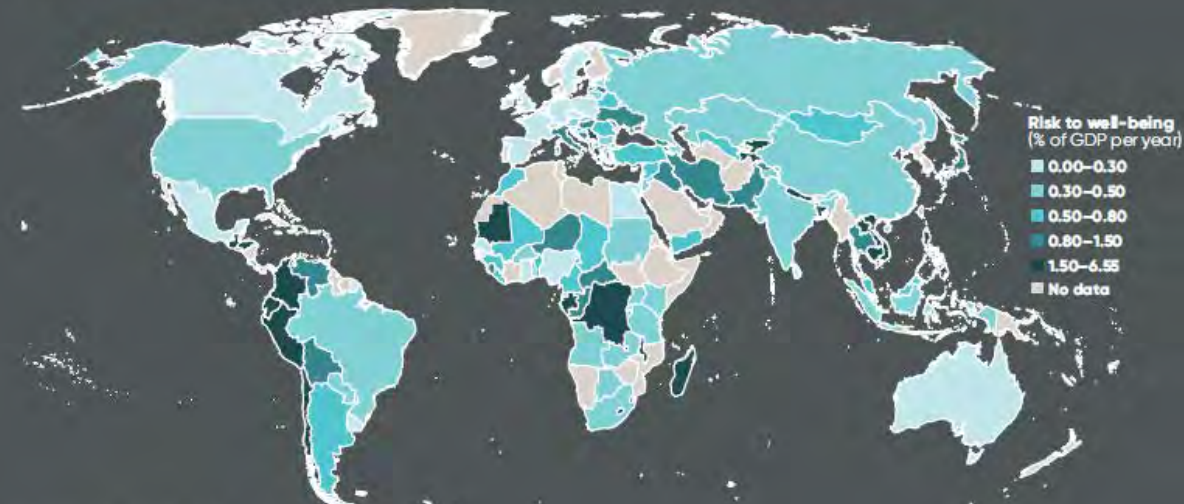 Risk to well-being
(% of GDP per year)
0.00–0.30
0.30–0.50
0.50–0.80
0.80–1.50
1.50–6.55
No data